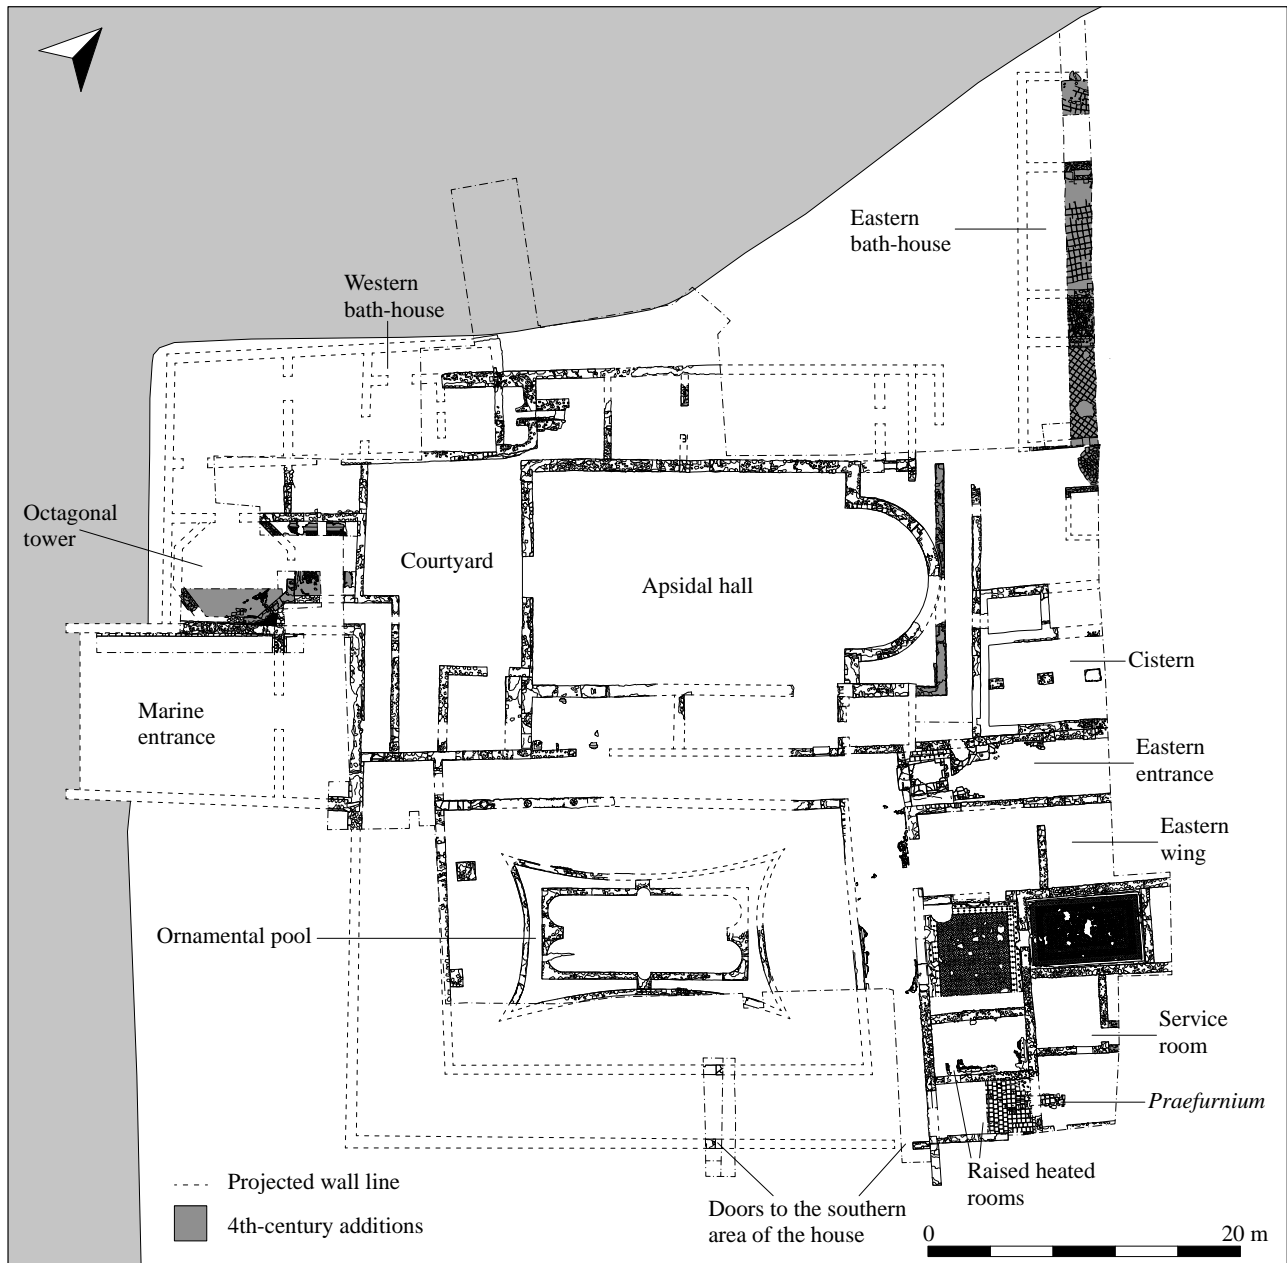 Eastern
bath-house
Western
bath-house
Octagonal
tower
Courtyard
Apsidal hall
Cistern
Marine
entrance
Eastern
entrance
Eastern
wing
Ornamental pool
Service
room
Praefurnium
Raised heated
rooms
Doors to the southern
area of the house
Projected wall line
4th-century additions
0 20 m